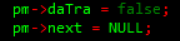 pm->daTra = false;
pm->next = NULL;